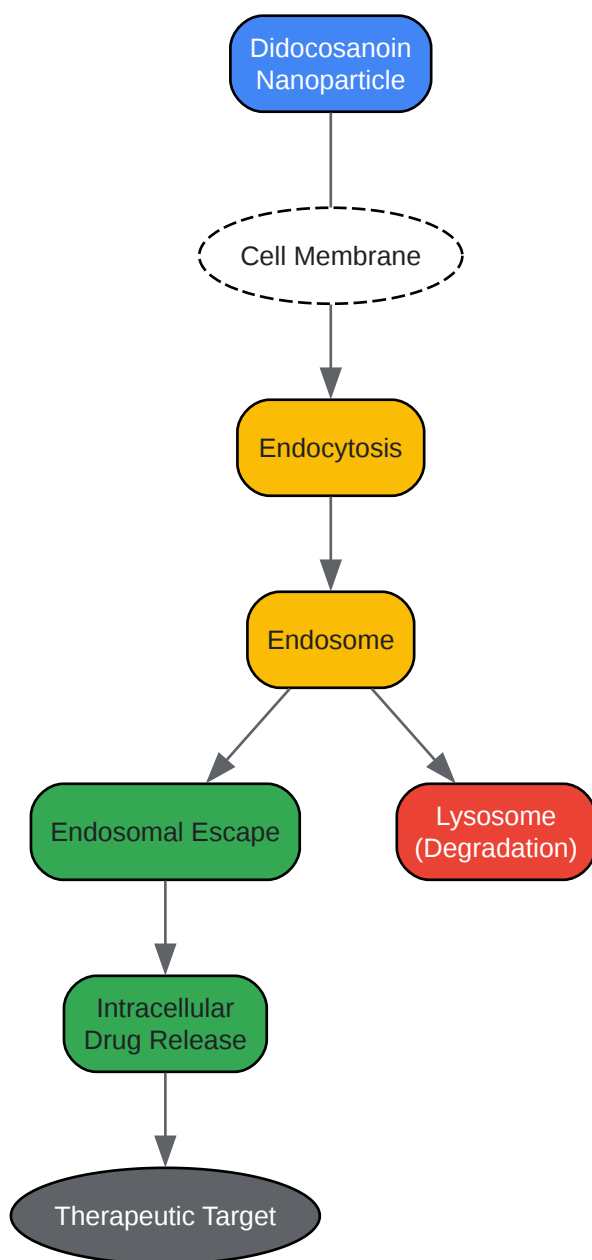 Didocosanoin
Nanoparticle
Cell Membrane
Endocytosis
Endosome
Endosomal Escape
Lysosome
(Degradation)
Intracellular
Drug Release
Therapeutic Target